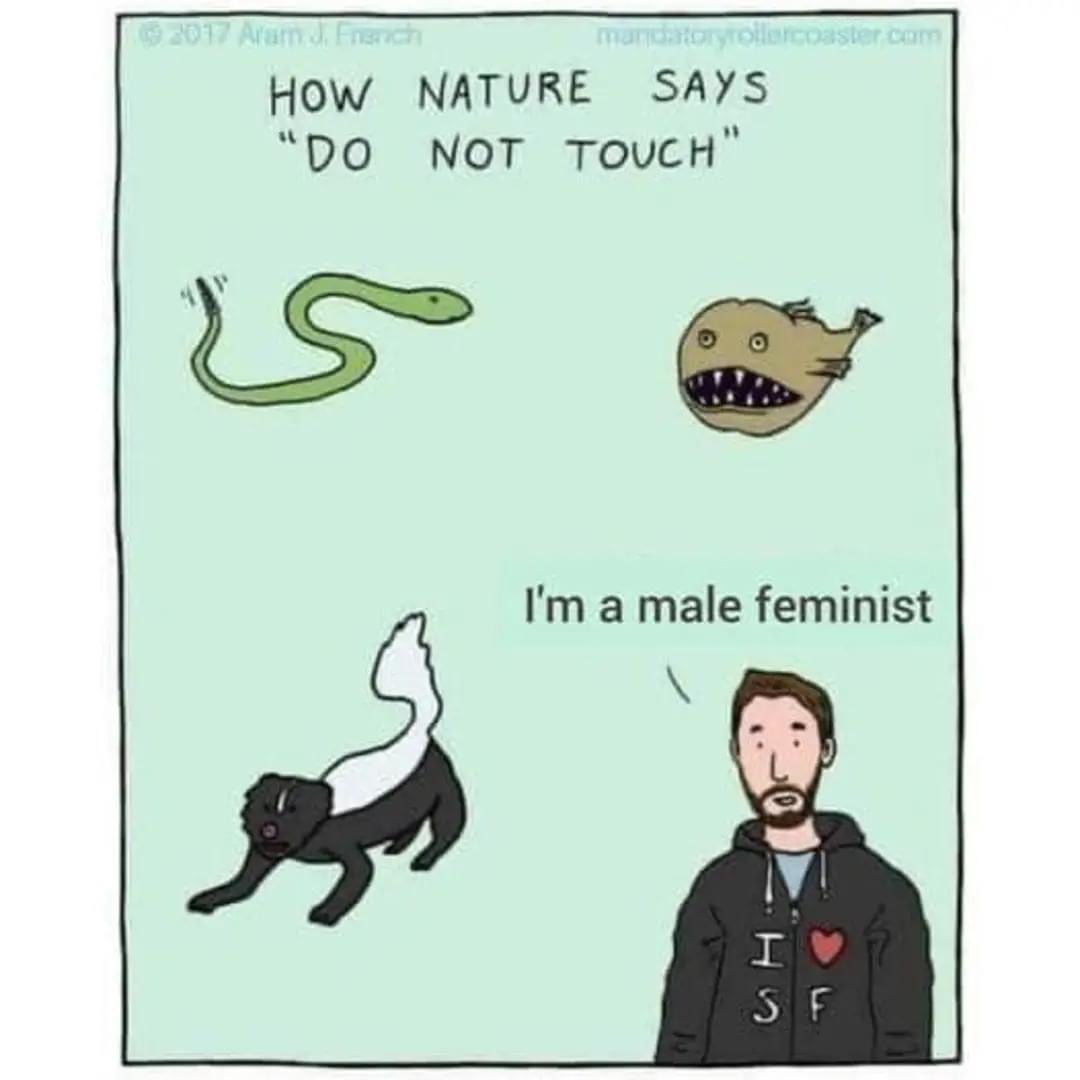 © 2017 Aram J. French mandatoryrollercoaster.com
HOW NATURE SAYS
"DO NOT TOUCH"
I'm a male feminist
I ❤
S F